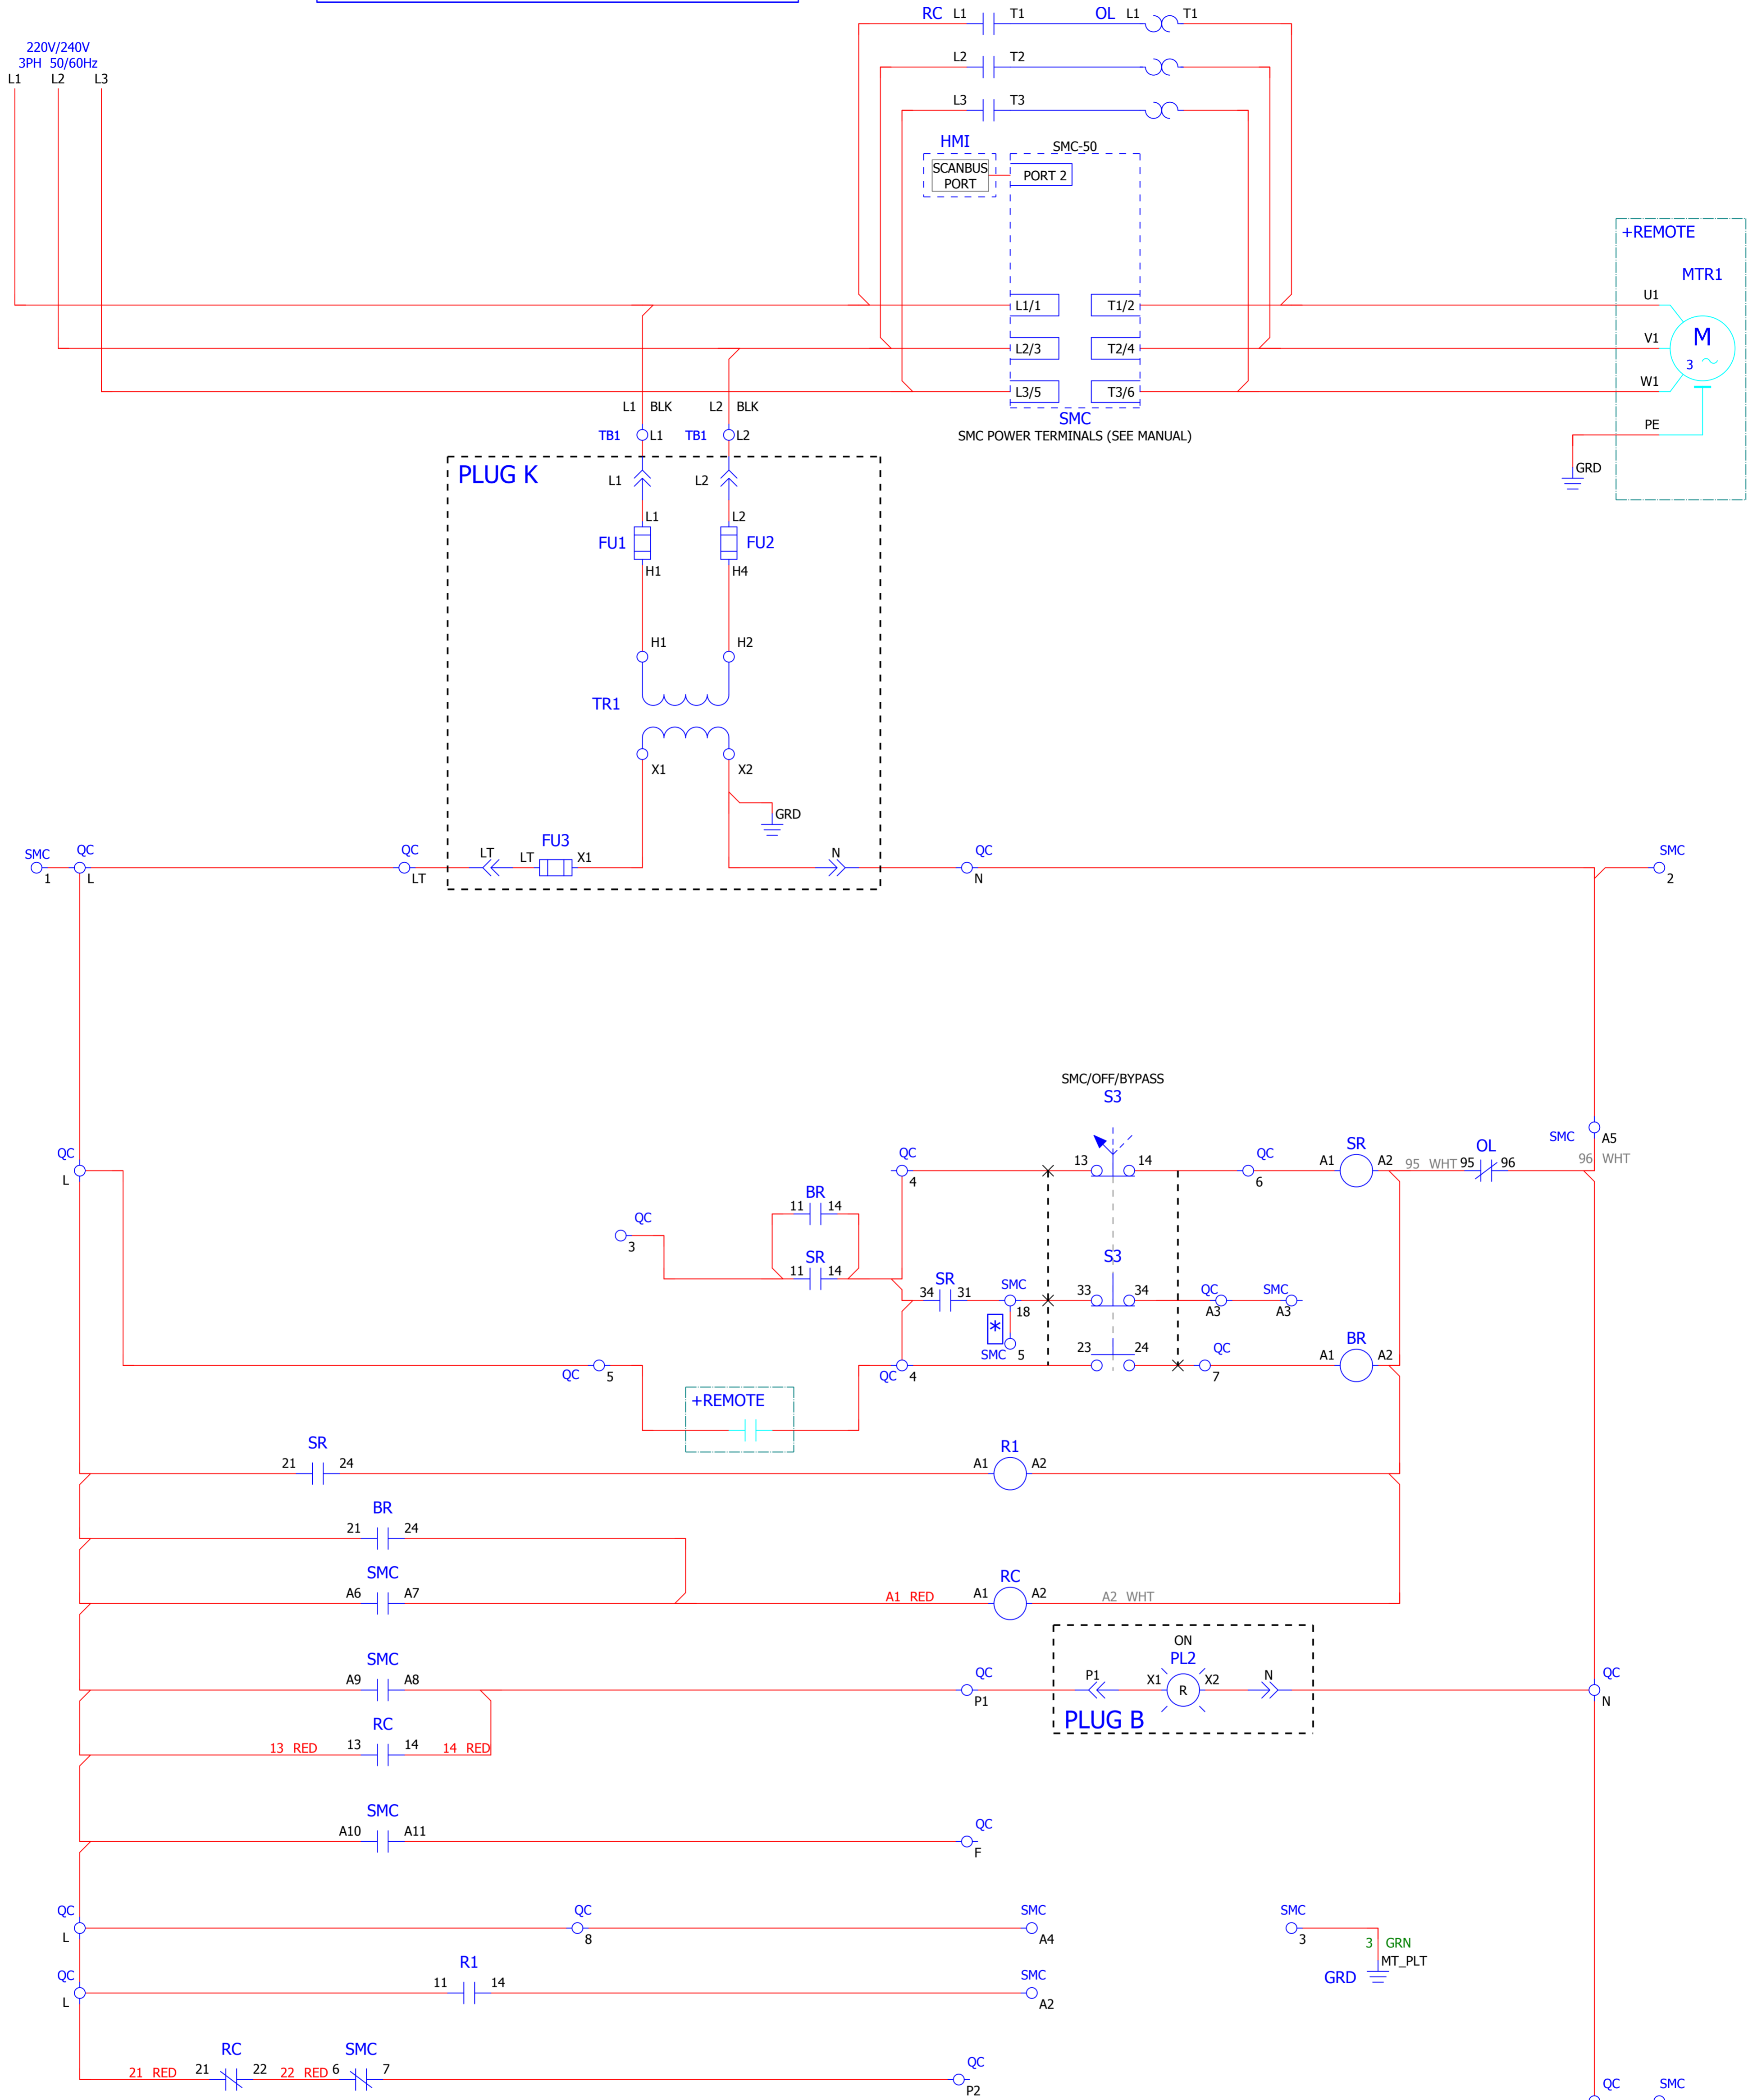 RC L1 T1 OL L1 T1
220V/240V
3PH 50/60Hz
L1 L2 L3
L2 T2
L3 T3
HMI
SMC-50
SCANBUS
PORT
PORT 2
+REMOTE
MTR1
L1/1 T1/2 U1
L2/3 T2/4 V1
M
3
L3/5 T3/6 W1
L1 BLK L2 BLK
SMC
SMC POWER TERMINALS (SEE MANUAL)
PE
GRD
TB1 L1 TB1 L2
PLUG K
L1 L2
L1 L2
FU1 FU2
H1 H4
H1 H2
TR1
X1 X2
GRD
SMC QC QC FU3 QC SMC
LT LT X1 N
1 L LT N 2
SMC/OFF/BYPASS
S3
SMC A5
QC QC 13 14 QC SR OL
A1 A2 95 WHT 95 96 96 WHT
L 4 6
BR
11 14
QC
3
SR
11 14
S3
SR SMC
34 31 33 34 QC SMC
18 A3 A3
*
SMC 5
23 24 QC BR
A1 A2
QC 5 QC 4 7
+REMOTE
SR R1
21 24 A1 A2
BR
21 24
SMC RC
A6 A7 A1 RED A1 A2 A2 WHT
ON
SMC PL2
A9 A8 QC P1 X1 R X2 N QC
P1 N
PLUG B
RC
13 RED 13 14 14 RED
SMC
A10 A11 QC
F
QC QC SMC SMC
L 8 A4 3
3 GRN
MT_PLT
GRD
QC R1 SMC
11 14
L A2
RC SMC
21 RED 21 22 22 RED 6 7 QC
P2
QC SMC